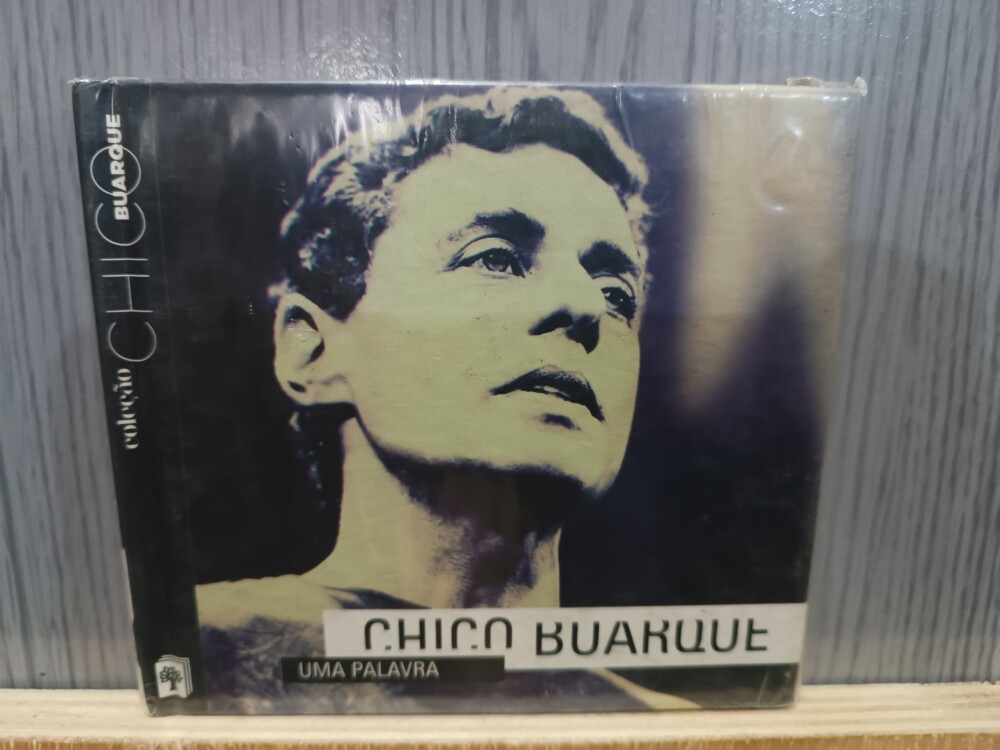 coleção CHICO BUARQUE
CHICO BUARQUE
UMA PALAVRA